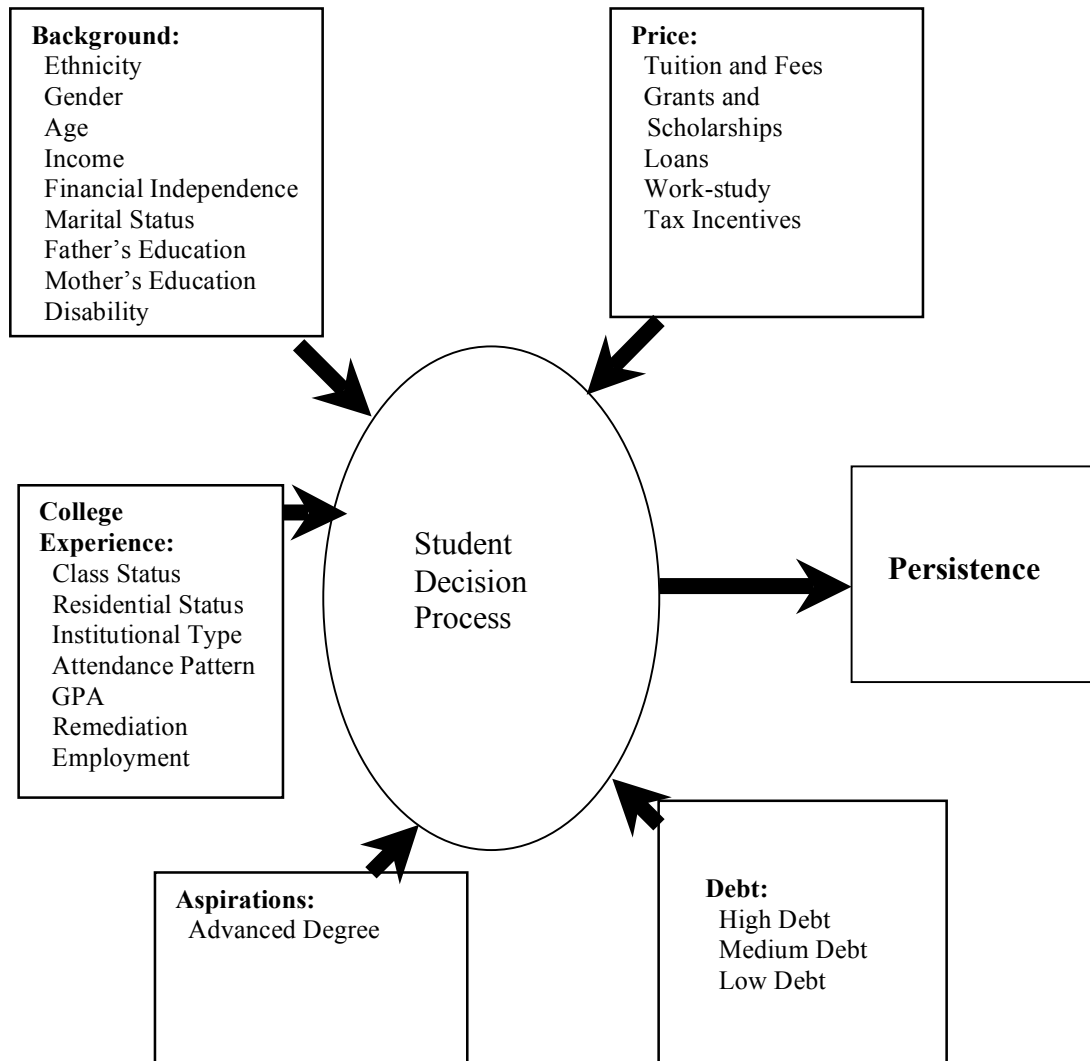 Background:
Ethnicity
Gender
Age
Income
Financial Independence
Marital Status
Father’s Education
Mother’s Education
Disability
Price:
Tuition and Fees
Grants and
Scholarships
Loans
Work-study
Tax Incentives
College
Experience:
Class Status
Residential Status
Institutional Type
Attendance Pattern
GPA
Remediation
Employment
Student
Decision
Process
Persistence
Aspirations:
Advanced Degree
Debt:
High Debt
Medium Debt
Low Debt